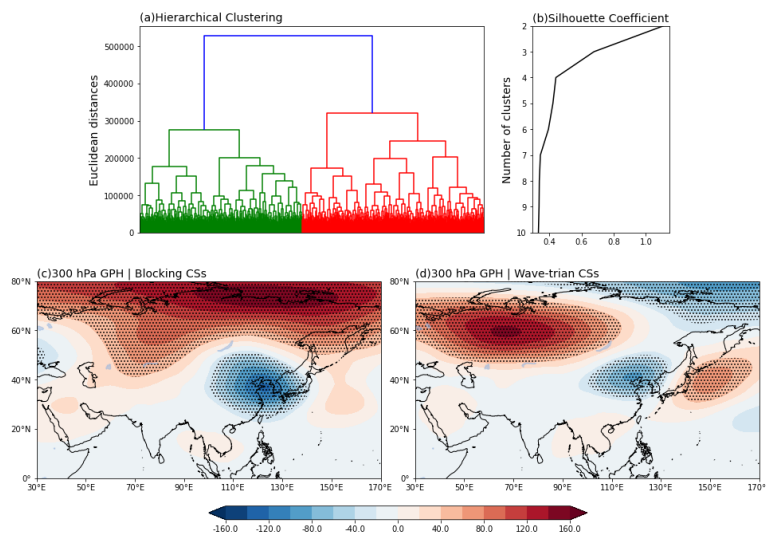 (a)Hierarchical Clustering
(b)Silhouette Coefficient
Euclidean distances
500000
400000
300000
200000
100000
0
Number of clusters
2
3
4
5
6
7
8
9
10
0.4 0.6 0.8 1.0
(c)300 hPa GPH | Blocking CSs
80°N
60°N
40°N
20°N
0°
30°E 50°E 70°E 90°E 110°E 130°E 150°E 170°E
(d)300 hPa GPH | Wave-trian CSs
80°N
60°N
40°N
20°N
0°
30°E 50°E 70°E 90°E 110°E 130°E 150°E 170°
-160.0 -120.0 -80.0 -40.0 0.0 40.0 80.0 120.0 160.0